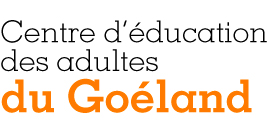 Centre d'éducation
des adultes
du Goéland